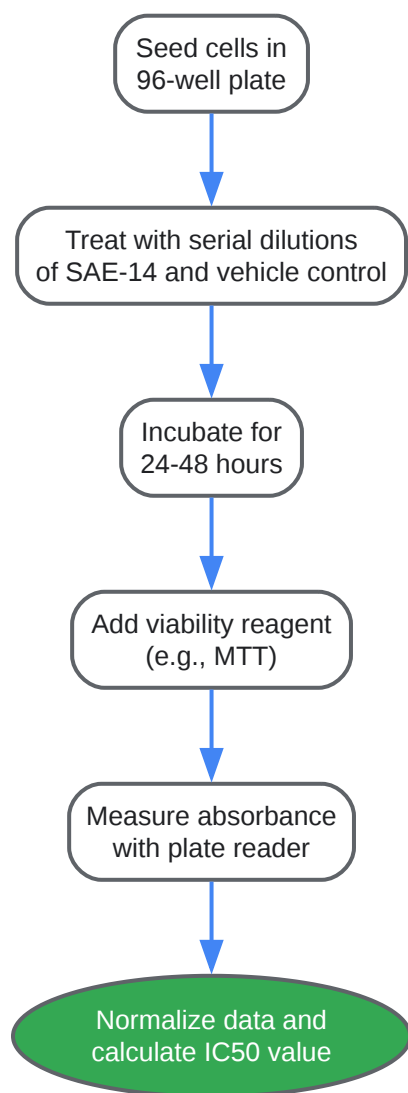 Seed cells in
96-well plate
Treat with serial dilutions
of SAE-14 and vehicle control
Incubate for
24-48 hours
Add viability reagent
(e.g., MTT)
Measure absorbance
with plate reader
Normalize data and
calculate IC50 value